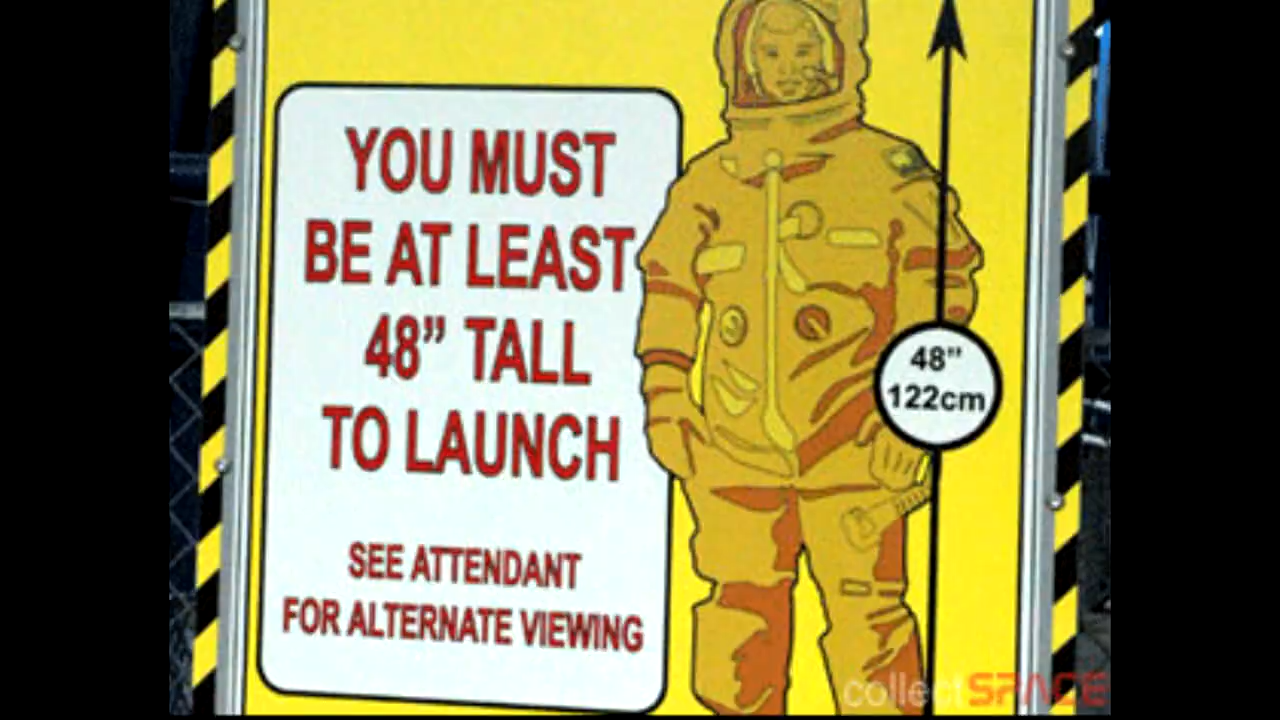 YOU MUST
BE AT LEAST
48” TALL
TO LAUNCH
SEE ATTENDANT
FOR ALTERNATE VIEWING
48"
122cm
collectSPACE